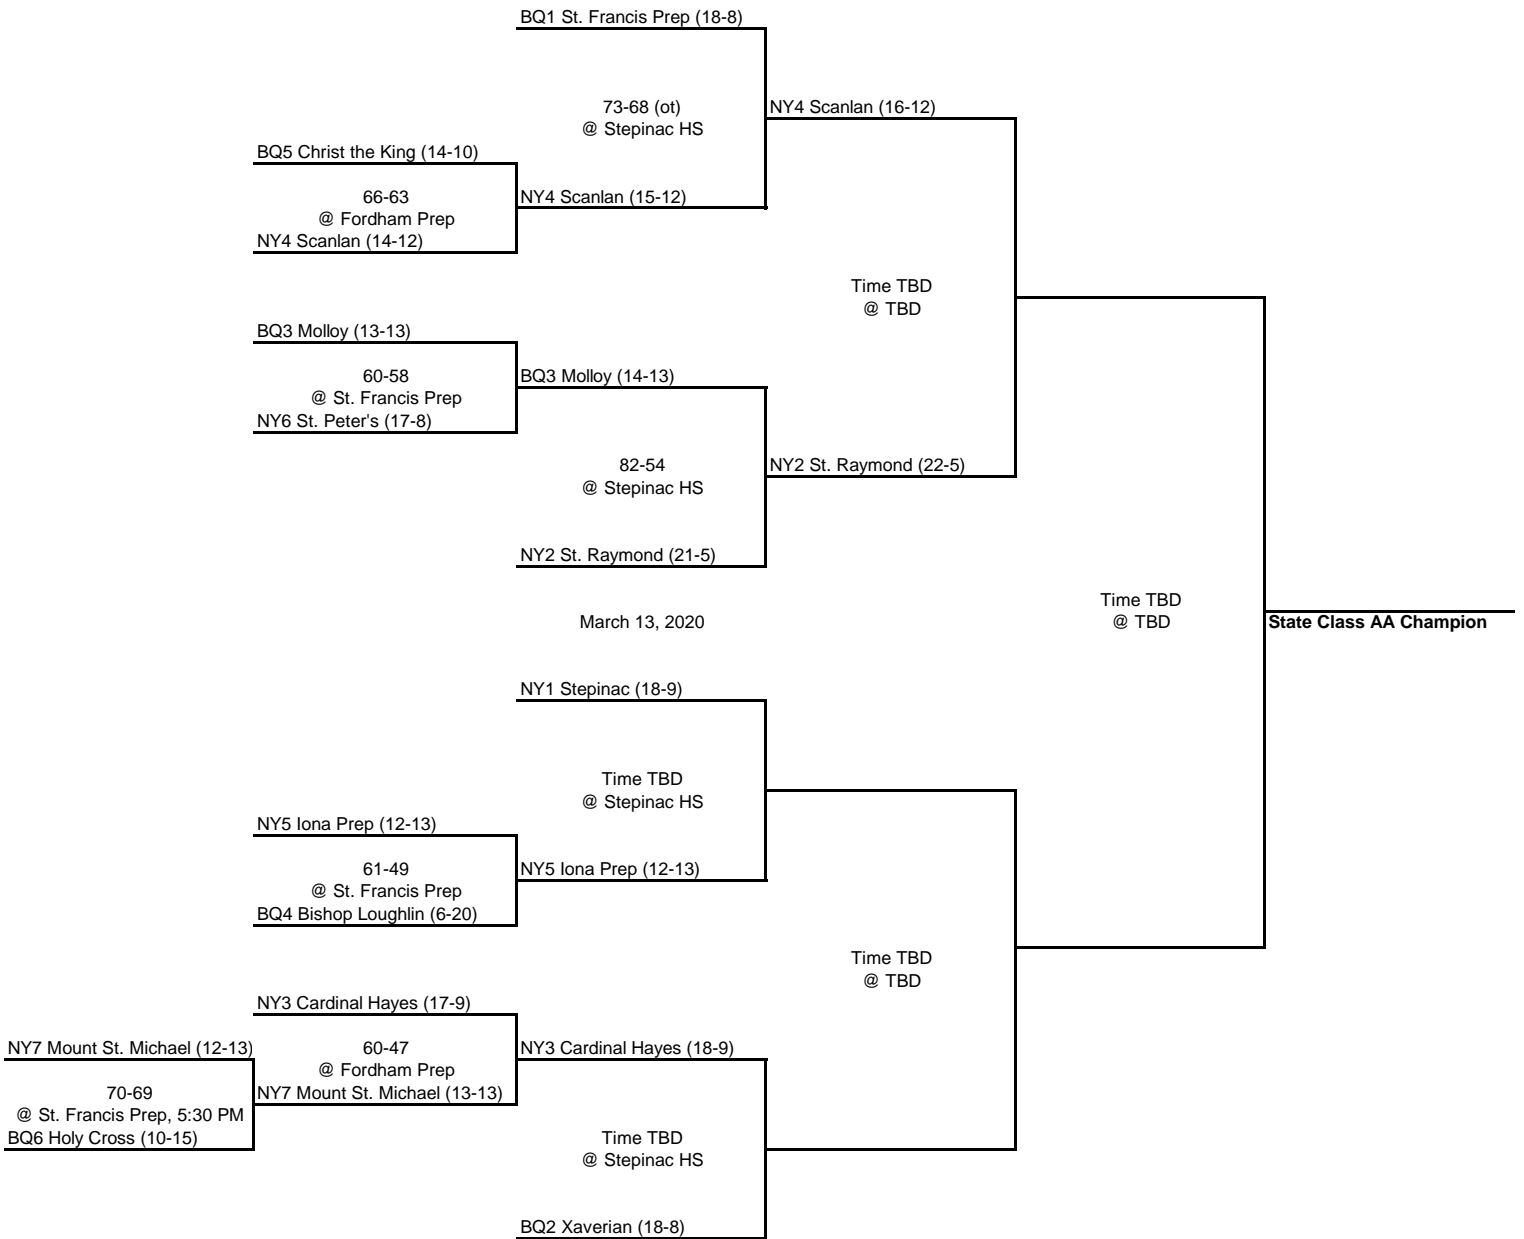 BQ1 St. Francis Prep (18-8)
73-68 (ot)
@ Stepinac HS
NY4 Scanlan (16-12)
BQ5 Christ the King (14-10)
66-63
@ Fordham Prep
NY4 Scanlan (15-12)
NY4 Scanlan (14-12)
Time TBD
@ TBD
BQ3 Molloy (13-13)
60-58
@ St. Francis Prep
BQ3 Molloy (14-13)
NY6 St. Peter's (17-8)
82-54
@ Stepinac HS
NY2 St. Raymond (22-5)
NY2 St. Raymond (21-5)
March 13, 2020
Time TBD
@ TBD
State Class AA Champion
NY1 Stepinac (18-9)
Time TBD
@ Stepinac HS
NY5 Iona Prep (12-13)
61-49
@ St. Francis Prep
NY5 Iona Prep (12-13)
BQ4 Bishop Loughlin (6-20)
Time TBD
@ TBD
NY3 Cardinal Hayes (17-9)
NY7 Mount St. Michael (12-13)
60-47
@ Fordham Prep
NY3 Cardinal Hayes (18-9)
70-69
@ St. Francis Prep, 5:30 PM
NY7 Mount St. Michael (13-13)
BQ6 Holy Cross (10-15)
Time TBD
@ Stepinac HS
BQ2 Xaverian (18-8)